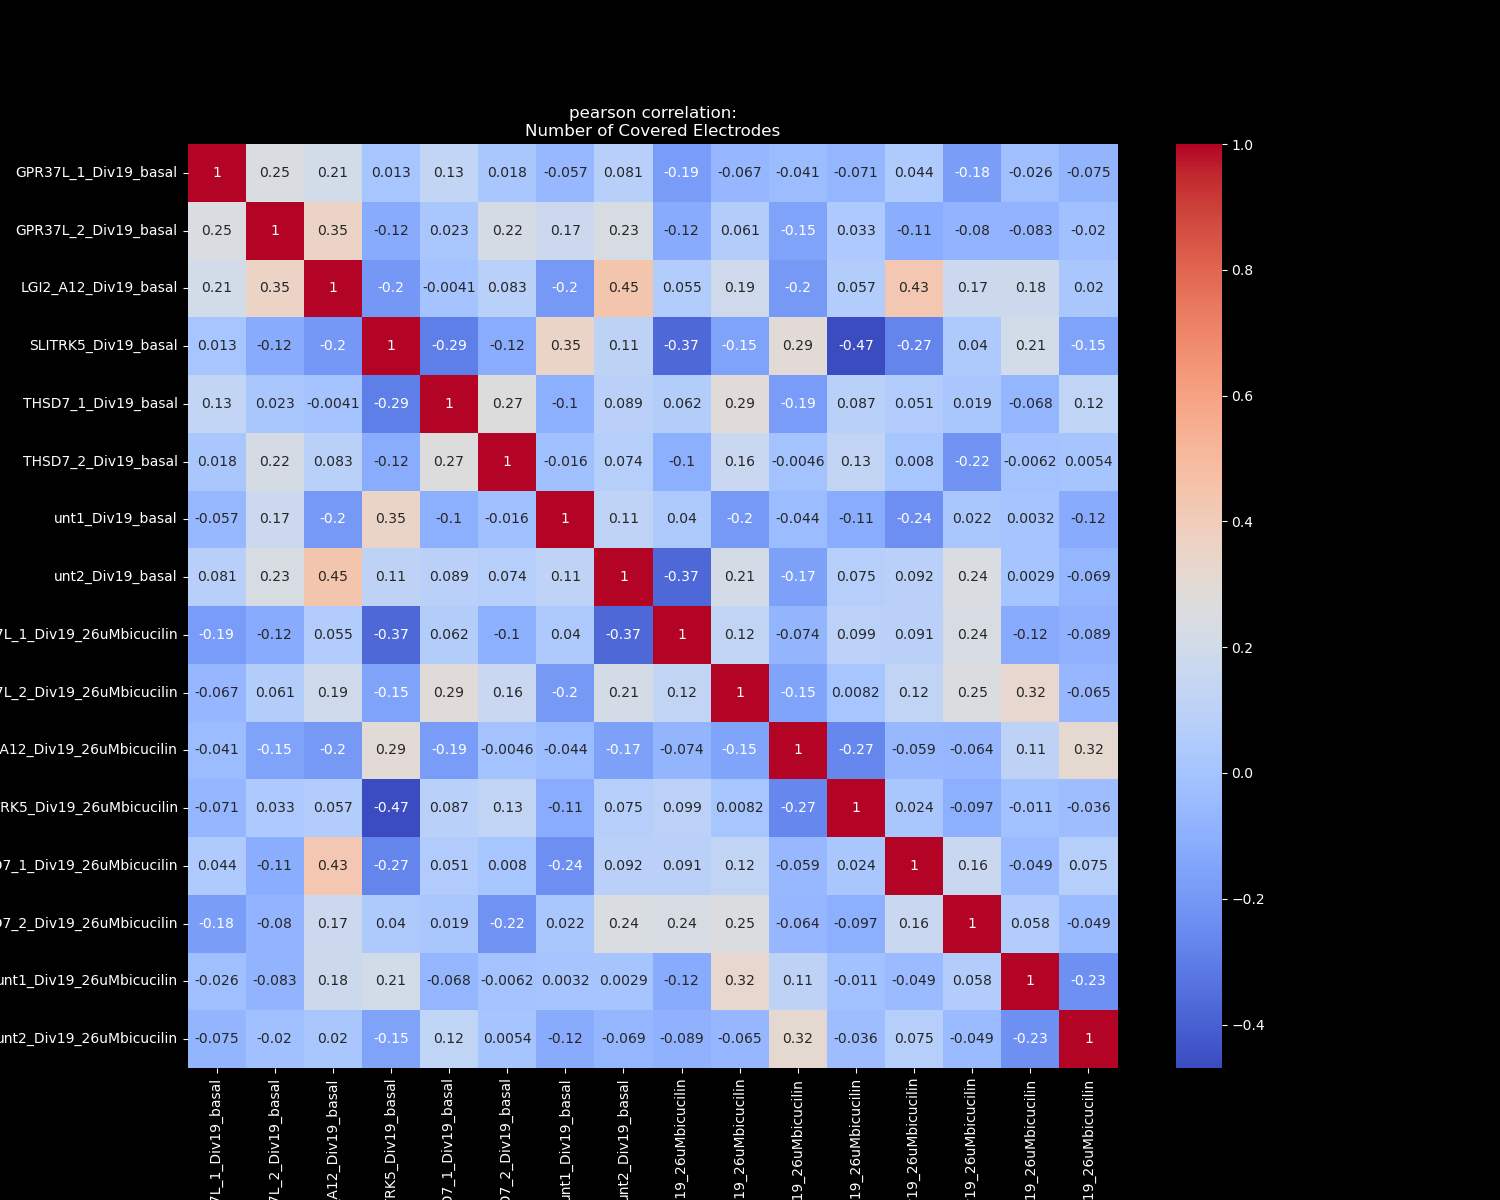 pearson correlation:
Number of Covered Electrodes
GPR37L_1_Div19_basal 1 0.25 0.21 0.013 0.13 0.018 -0.057 0.081 -0.19 -0.067 -0.041 -0.071 0.044 -0.18 -0.026 -0.075
GPR37L_2_Div19_basal 0.25 1 0.35 -0.12 0.023 0.22 0.17 0.23 -0.12 0.061 -0.15 0.033 -0.11 -0.08 -0.083 -0.02
LGI2_A12_Div19_basal 0.21 0.35 1 -0.2 -0.0041 0.083 -0.2 0.45 0.055 0.19 -0.2 0.057 0.43 0.17 0.18 0.02
SLITRK5_Div19_basal 0.013 -0.12 -0.2 1 -0.29 -0.12 0.35 0.11 -0.37 -0.15 0.29 -0.47 -0.27 0.04 0.21 -0.15
THSD7_1_Div19_basal 0.13 0.023 -0.0041 -0.29 1 0.27 -0.1 0.089 0.062 0.29 -0.19 0.087 0.051 0.019 -0.068 0.12
THSD7_2_Div19_basal 0.018 0.22 0.083 -0.12 0.27 1 -0.016 0.074 -0.1 0.16 -0.0046 0.13 0.008 -0.22 -0.0062 0.0054
unt1_Div19_basal -0.057 0.17 -0.2 0.35 -0.1 -0.016 1 0.11 0.04 -0.2 -0.044 -0.11 -0.24 0.022 0.0032 -0.12
unt2_Div19_basal 0.081 0.23 0.45 0.11 0.089 0.074 0.11 1 -0.37 0.21 -0.17 0.075 0.092 0.24 0.0029 -0.069
7L_1_Div19_26uMbicucilin -0.19 -0.12 0.055 -0.37 0.062 -0.1 0.04 -0.37 1 0.12 -0.074 0.099 0.091 0.24 -0.12 -0.089
7L_2_Div19_26uMbicucilin -0.067 0.061 0.19 -0.15 0.29 0.16 -0.2 0.21 0.12 1 -0.15 0.0082 0.12 0.25 0.32 -0.065
A12_Div19_26uMbicucilin -0.041 -0.15 -0.2 0.29 -0.19 -0.0046 -0.044 -0.17 -0.074 -0.15 1 -0.27 -0.059 -0.064 0.11 0.32
RK5_Div19_26uMbicucilin -0.071 0.033 0.057 -0.47 0.087 0.13 -0.11 0.075 0.099 0.0082 -0.27 1 0.024 -0.097 -0.011 -0.036
07_1_Div19_26uMbicucilin 0.044 -0.11 0.43 -0.27 0.051 0.008 -0.24 0.092 0.091 0.12 -0.059 0.024 1 0.16 -0.049 0.075
07_2_Div19_26uMbicucilin -0.18 -0.08 0.17 0.04 0.019 -0.22 0.022 0.24 0.24 0.25 -0.064 -0.097 0.16 1 0.058 -0.049
unt1_Div19_26uMbicucilin -0.026 -0.083 0.18 0.21 -0.068 -0.0062 0.0032 0.0029 -0.12 0.32 0.11 -0.011 -0.049 0.058 1 -0.23
unt2_Div19_26uMbicucilin -0.075 -0.02 0.02 -0.15 0.12 0.0054 -0.12 -0.069 -0.089 -0.065 0.32 -0.036 0.075 -0.049 -0.23 1
7L_1_Div19_basal
7L_2_Div19_basal
_A12_Div19_basal
TRK5_Div19_basal
D7_1_Div19_basal
D7_2_Div19_basal
unt1_Div19_basal
unt2_Div19_basal
19_26uMbicucilin
19_26uMbicucilin
v19_26uMbicucilin
v19_26uMbicucilin
v19_26uMbicucilin
v19_26uMbicucilin
19_26uMbicucilin
19_26uMbicucilin
1.0
0.8
0.6
0.4
0.2
0.0
−0.2
−0.4